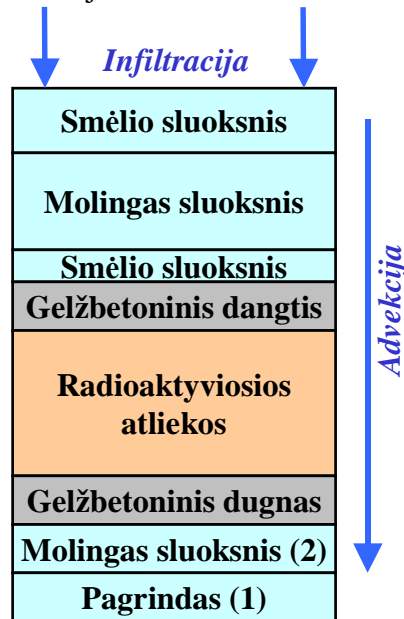 Infiltracija
Smėlio sluoksnis
Molingas sluoksnis
Smėlio sluoksnis
Gelžbetoninis dangtis
Radioaktyviosios
atliekos
Gelžbetoninis dugnas
Molingas sluoksnis (2)
Pagrindas (1)
Advekcija